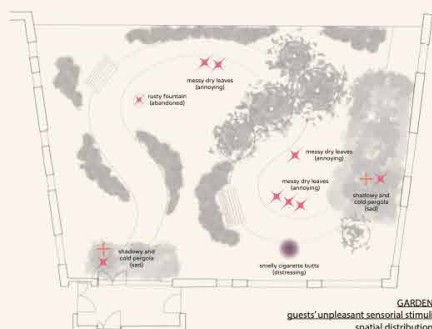 messy dry leaves
(annoying)
rusty fountain
(abandoned)
messy dry leaves
(annoying)
messy dry leaves
(annoying)
shadowy and
cold pergola
(sad)
shadowy and
cold pergola
(sad)
smelly cigarette butts
(distressing)
GARDEN
guests' unpleasant sensorial stimuli
spatial distribution